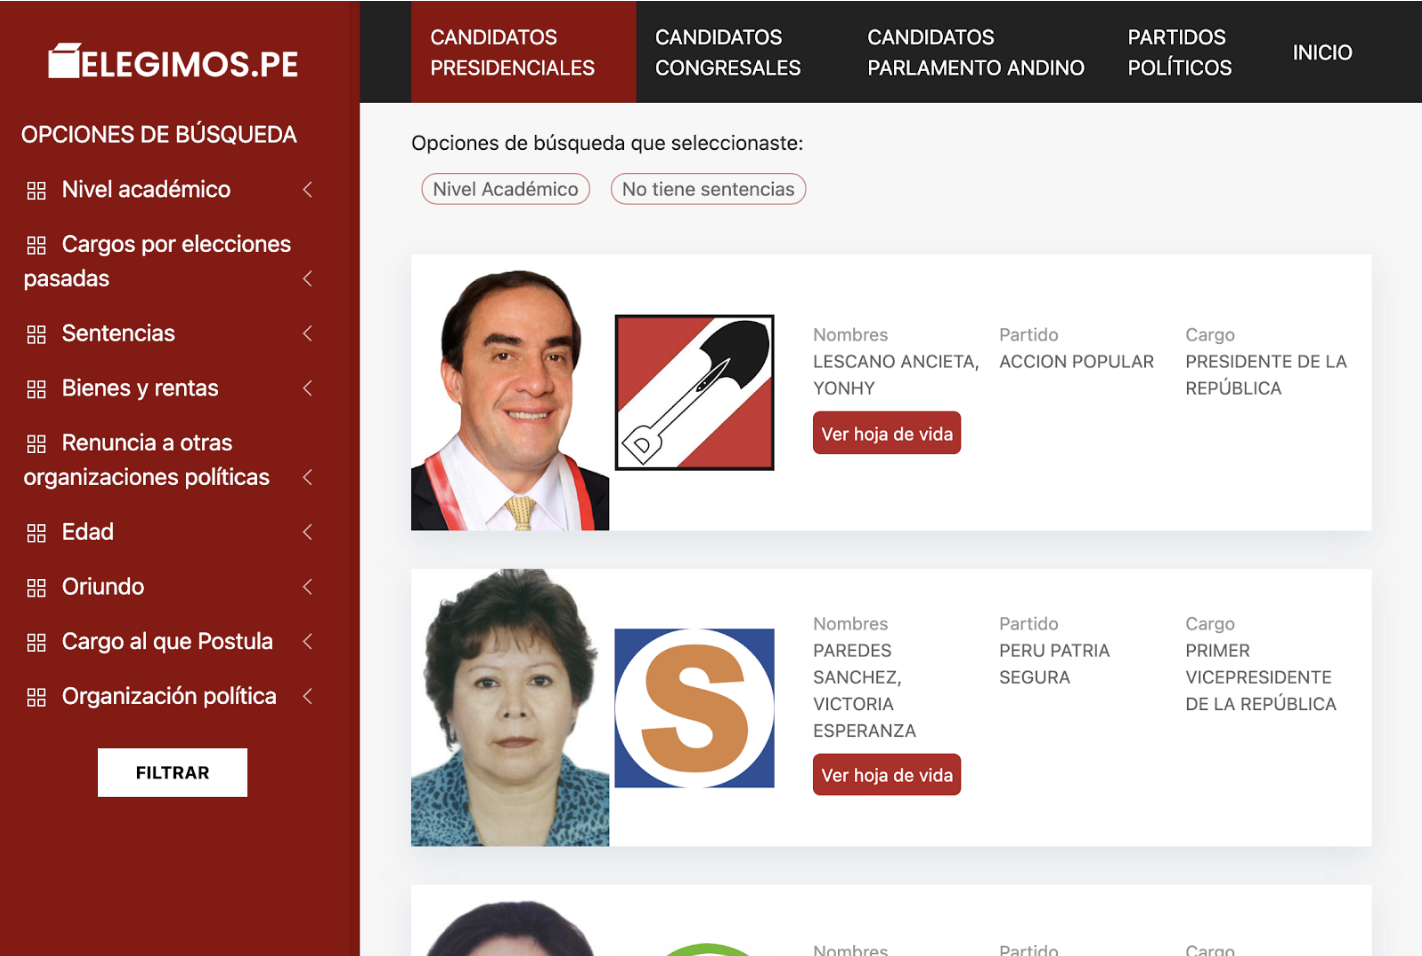 ELEGIMOS.PE
OPCIONES DE BÚSQUEDA
Nivel académico
Cargos por elecciones
pasadas
Sentencias
Bienes y rentas
Renuncia a otras
organizaciones políticas
Edad
Oriundo
Cargo al que Postula
Organización política
FILTRAR
CANDIDATOS
PRESIDENCIALES
CANDIDATOS
CONGRESALES
CANDIDATOS
PARLAMENTO ANDINO
PARTIDOS
POLÍTICOS
INICIO
Opciones de búsqueda que seleccionaste:
Nivel Académico
No tiene sentencias
Nombres
LESCANO ANCIETA,
YONHY
Ver hoja de vida
Partido
ACCION POPULAR
Cargo
PRESIDENTE DE LA
REPÚBLICA
S
Nombres
PAREDES
SANCHEZ,
VICTORIA
ESPERANZA
Ver hoja de vida
Partido
PERU PATRIA
SEGURA
Cargo
PRIMER
VICEPRESIDENTE
DE LA REPÚBLICA
Nombres
Partido
Cargo